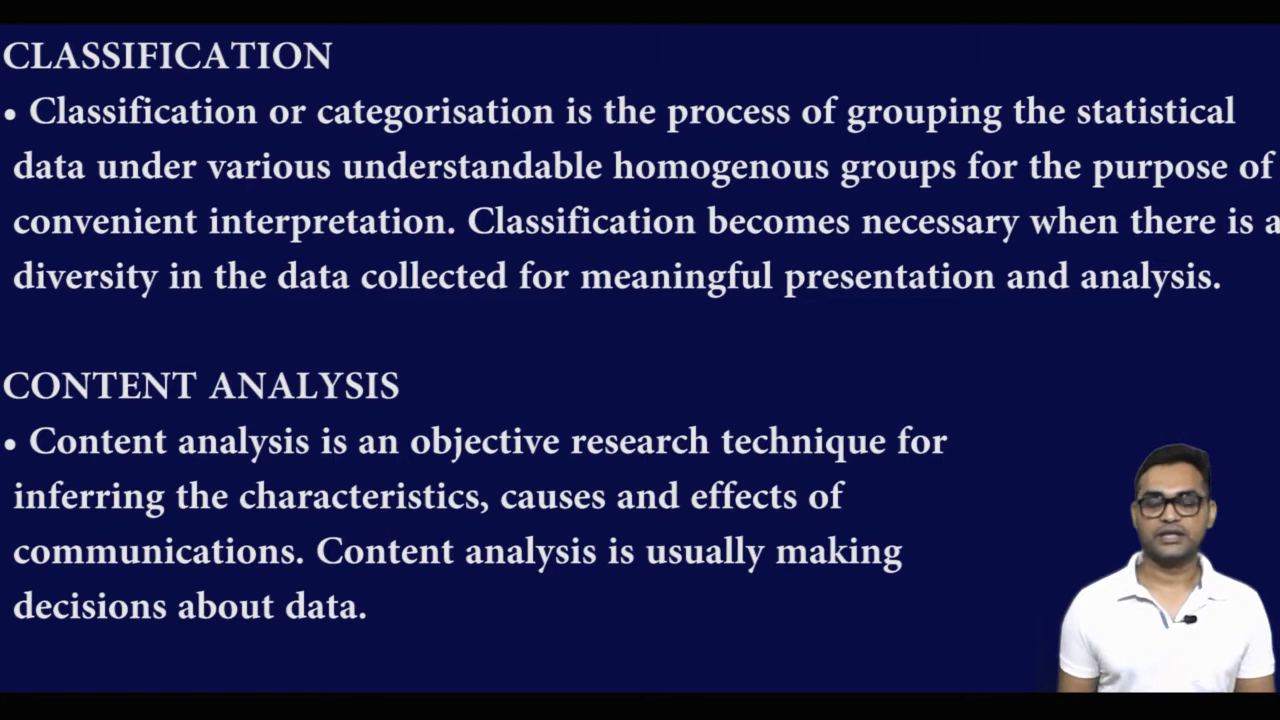 CLASSIFICATION
• Classification or categorisation is the process of grouping the statistical
data under various understandable homogenous groups for the purpose of
convenient interpretation. Classification becomes necessary when there is a
diversity in the data collected for meaningful presentation and analysis.
CONTENT ANALYSIS
• Content analysis is an objective research technique for
inferring the characteristics, causes and effects of
communications. Content analysis is usually making
decisions about data.